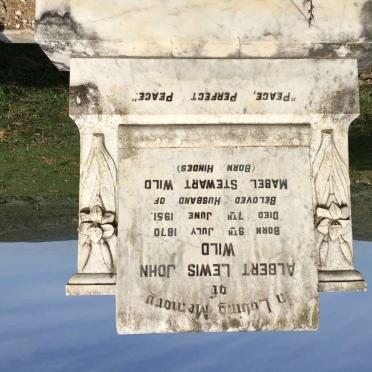 In Loving Memory
of
ALBERT LEWIS JOHN
WILD
BORN 9TH JULY 1870
DIED 7TH JUNE 1951.
BELOVED HUSBAND OF
MABEL STEWART WILD
(BORN HINDES)
"PEACE, PERFECT PEACE."